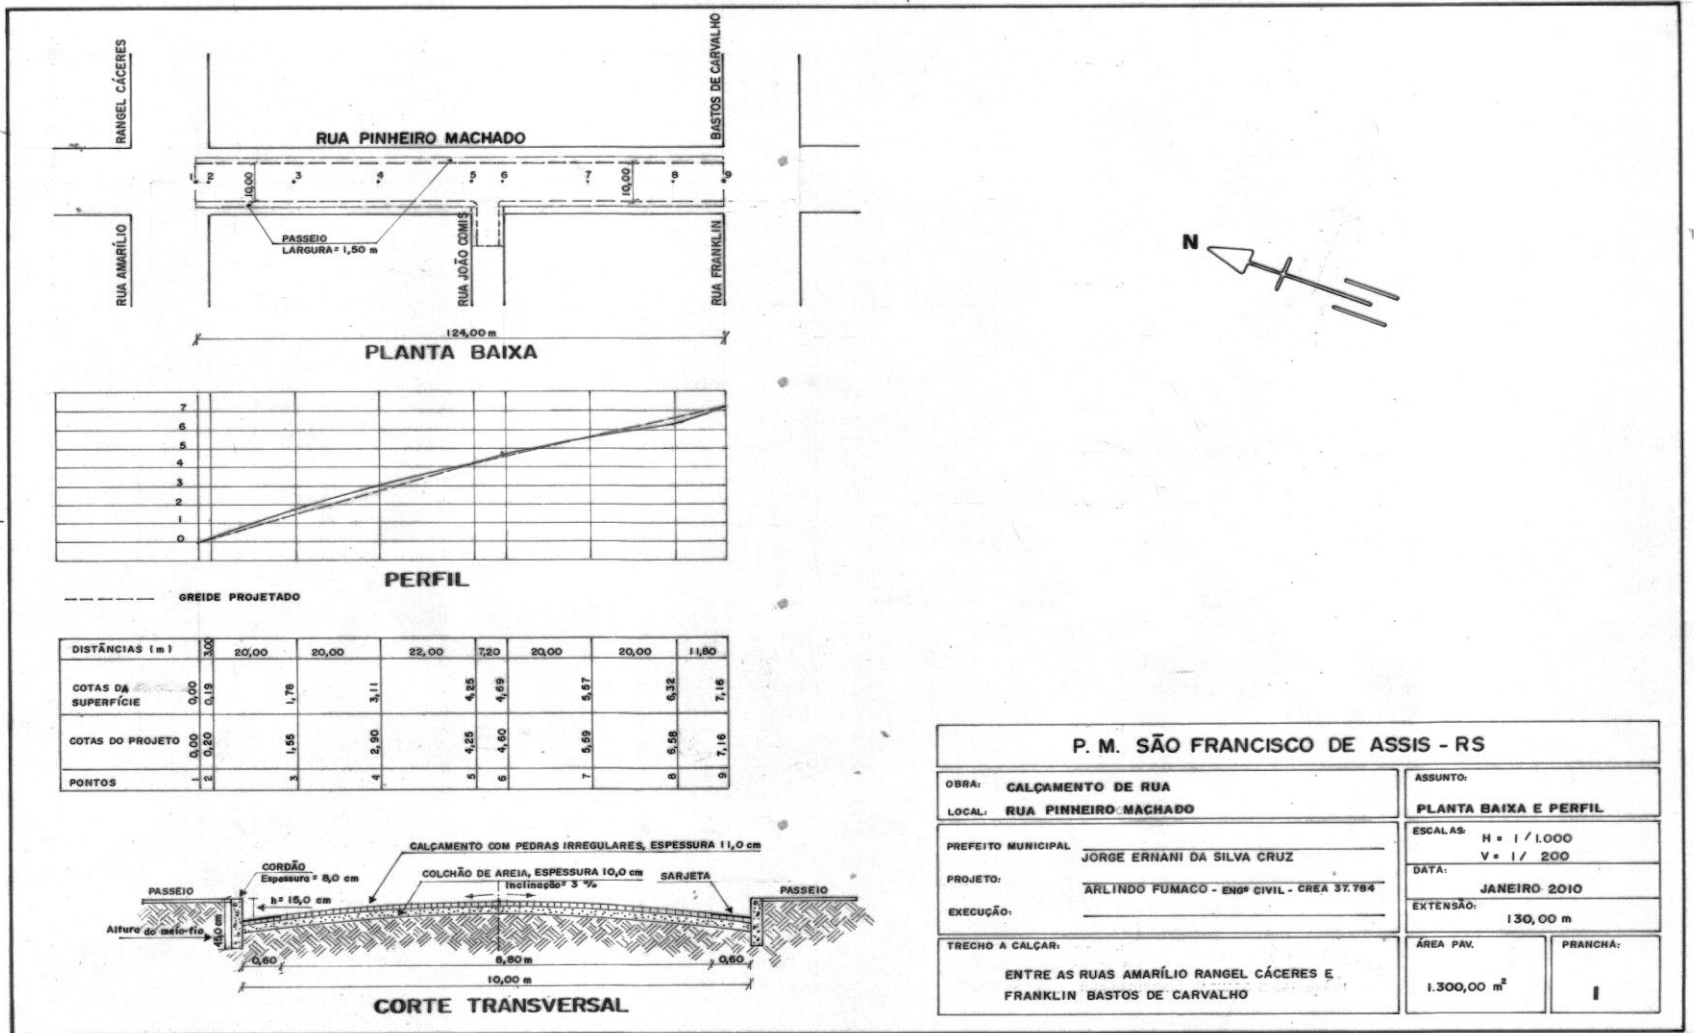 RANGEL CÁCERES
BASTOS DE CARVALHO
RUA PINHEIRO MACHADO
1 2 3 4 5 6 7 8 9
10,00
10,00
PASSEIO
LARGURA= 1,50 m
RUA AMARÍLIO
RUA JOÃO COMIS
RUA FRANKLIN
124,00 m
PLANTA BAIXA
N
7
6
5
4
3
2
1
0
PERFIL
GREIDE PROJETADO
DISTÂNCIAS (m) 3,00 20,00 20,00 22,00 7,20 20,00 20,00 11,80
COTAS DA
SUPERFÍCIE 0,00 0,19 1,78 3,11 4,25 4,69 5,57 6,32 7,16
COTAS DO PROJETO 0,00 0,20 1,55 2,90 4,25 4,60 5,59 6,58 7,16
PONTOS 1 2 3 4 5 6 7 8 9
CALÇAMENTO COM PEDRAS IRREGULARES, ESPESSURA 11,0 cm
CORDÃO
Espessura = 8,0 cm
COLCHÃO DE AREIA, ESPESSURA 10,0 cm
Inclinação= 3 %
SARJETA
PASSEIO
PASSEIO
h= 15,0 cm
Altura do meio-fio
45,0 cm
0,60 8,80 m 0,60
10,00 m
CORTE TRANSVERSAL
P. M. SÃO FRANCISCO DE ASSIS - RS
OBRA: CALÇAMENTO DE RUA
LOCAL: RUA PINHEIRO MACHADO
ASSUNTO:
PLANTA BAIXA E PERFIL
PREFEITO MUNICIPAL
JORGE ERNANI DA SILVA CRUZ
PROJETO:
ARLINDO FUMACO - ENGº CIVIL - CREA 37.784
EXECUÇÃO:
ESCALAS: H = 1 / 1.000
V = 1 / 200
DATA:
JANEIRO 2010
EXTENSÃO:
130,00 m
TRECHO A CALÇAR:
ENTRE AS RUAS AMARÍLIO RANGEL CÁCERES E
FRANKLIN BASTOS DE CARVALHO
ÁREA PAV.
1.300,00 m²
PRANCHA:
1